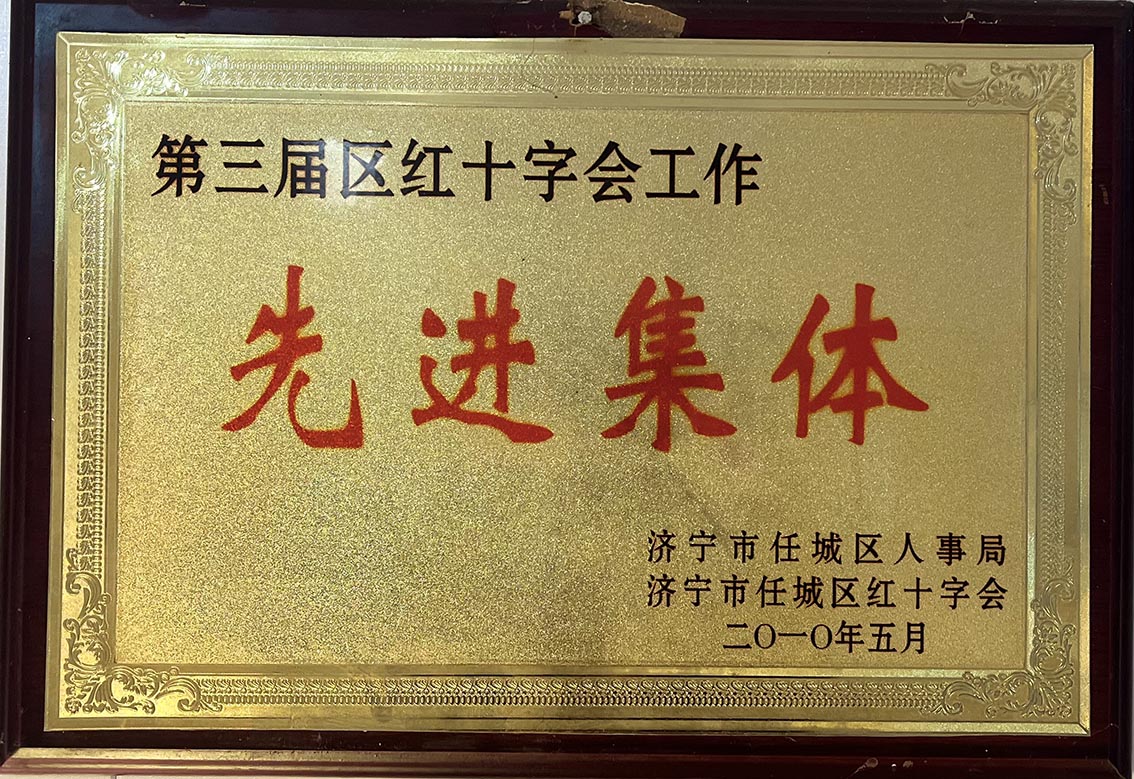 第三届区红十字会工作
先进集体
济宁市任城区人事局
济宁市任城区红十字会
二〇一〇年五月